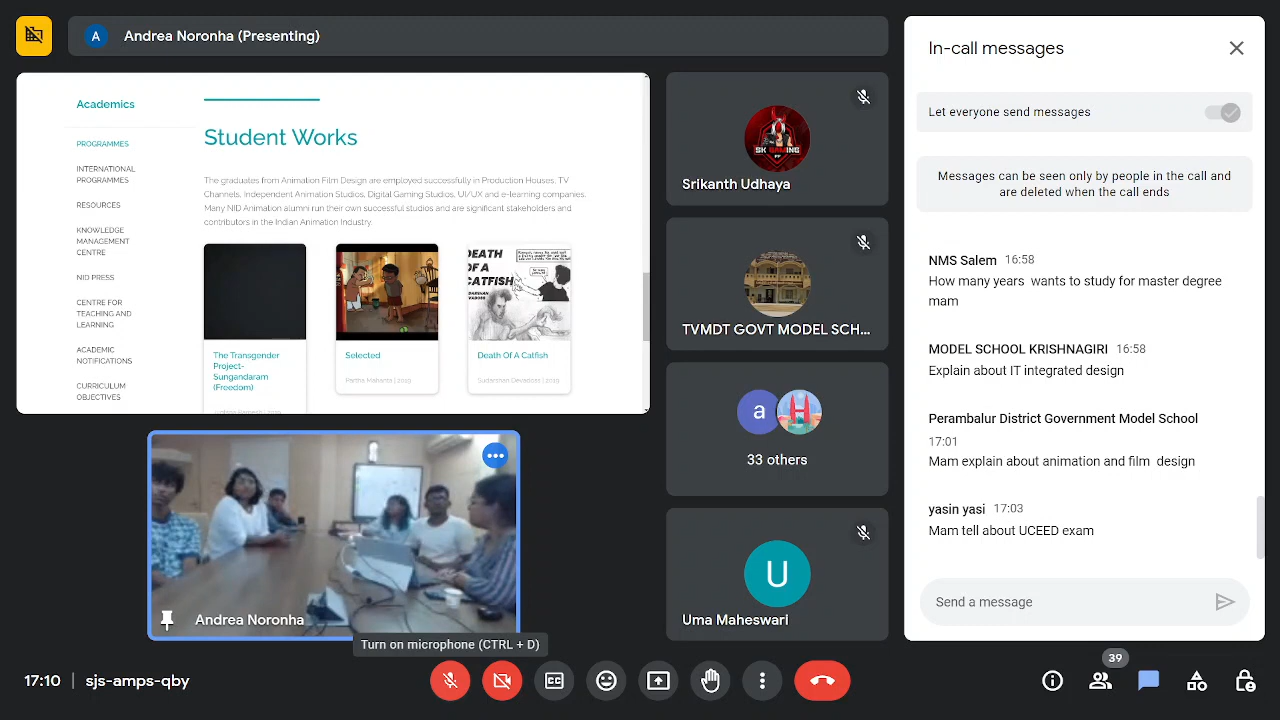 A Andrea Noronha (Presenting)
Academics
PROGRAMMES
INTERNATIONAL
PROGRAMMES
RESOURCES
KNOWLEDGE
MANAGEMENT
CENTRE
NID PRESS
CENTRE FOR
TEACHING AND
LEARNING
ACADEMIC
NOTIFICATIONS
CURRICULUM
OBJECTIVES
Student Works
The graduates from Animation Film Design are employed successfully in Production Houses, TV
Channels, Independent Animation Studios, Digital Gaming Studios, UI/UX and e-learning companies.
Many NID Animation alumni run their own successful studios and are significant stakeholders and
contributors in the Indian Animation Industry.
DEATH
OF A
CATFISH
The Transgender
Project-
Sungandaram
(Freedom)
Selected
Partha Mahanta | 2019
Death Of A Catfish
Sudarshan Devadoss | 2019
Andrea Noronha
Turn on microphone (CTRL + D)
SK GAMING
Srikanth Udhaya
TVMDT GOVT MODEL SCH...
a
33 others
U
Uma Maheswari
In-call messages
Let everyone send messages
Messages can be seen only by people in the call and
are deleted when the call ends
NMS Salem 16:58
How many years wants to study for master degree
mam
MODEL SCHOOL KRISHNAGIRI 16:58
Explain about IT integrated design
Perambalur District Government Model School
17:01
Mam explain about animation and film design
yasin yasi 17:03
Mam tell about UCEED exam
Send a message
17:10 | sjs-amps-qby
39